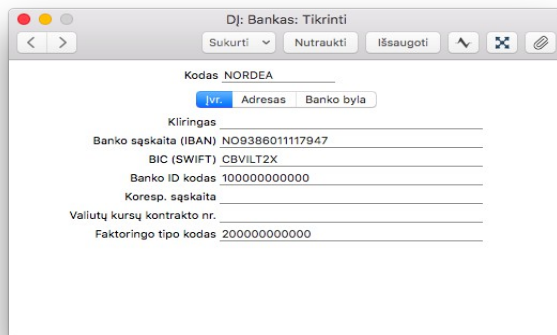 DJ: Bankas: Tikrinti
Sukurti Nutraukti Išsaugoti
Kodas NORDEA
Įvr. Adresas Banko byla
Kliringas
Banko sąskaita (IBAN) NO9386011117947
BIC (SWIFT) CBVILT2X
Banko ID kodas 100000000000
Koresp. sąskaita
Valiutų kursų kontrakto nr.
Faktoringo tipo kodas 200000000000